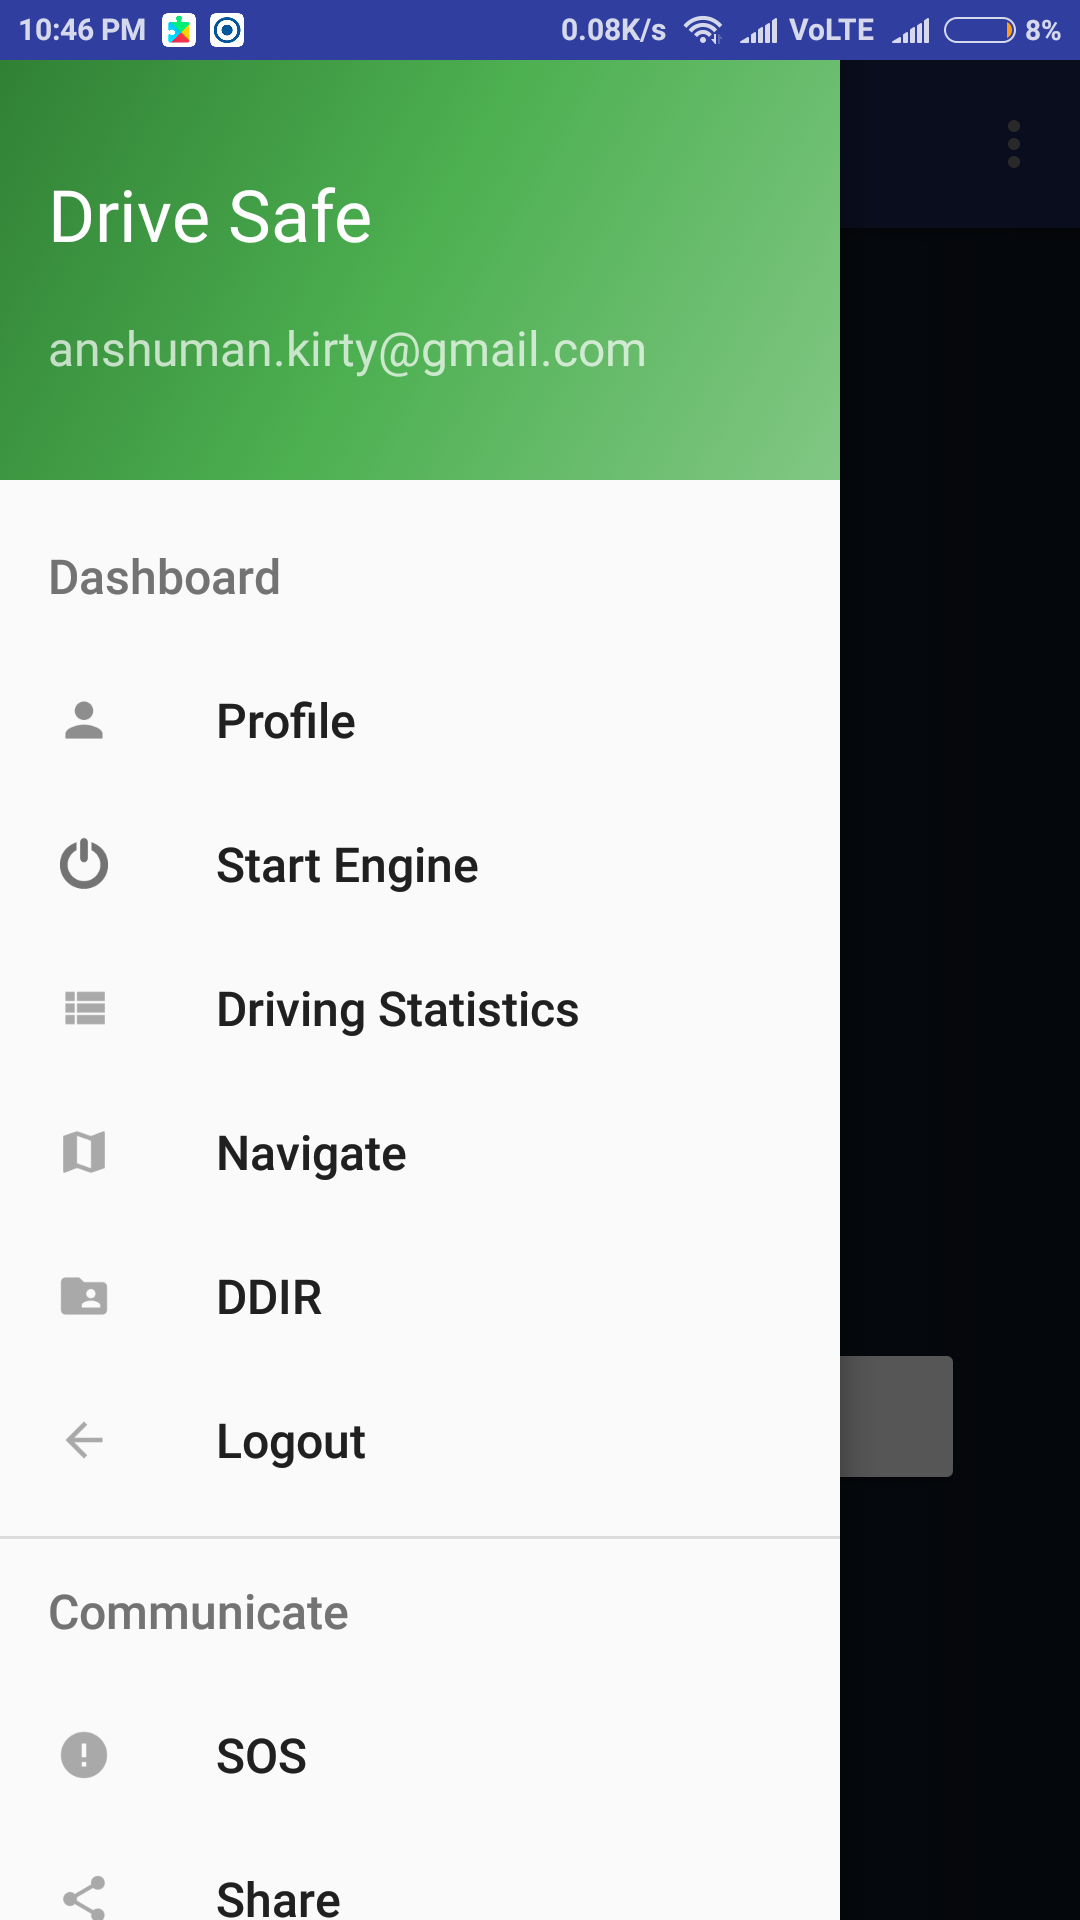 10:46 PM 0.08K/s VoLTE 8%
Drive Safe
anshuman.kirty@gmail.com
Dashboard
Profile
Start Engine
Driving Statistics
Navigate
DDIR
Logout
Communicate
SOS
Share